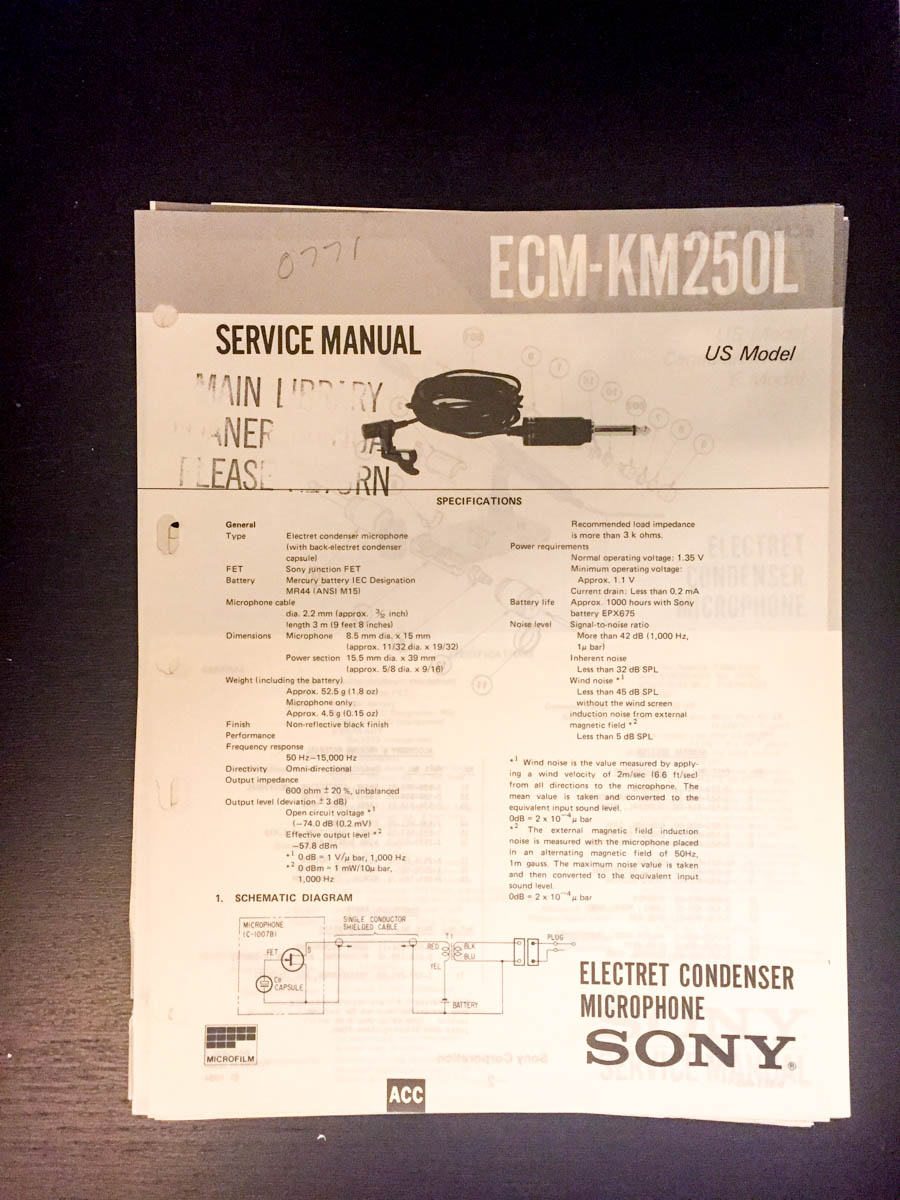 0771
ECM-KM250L
SERVICE MANUAL
US Model
MAIN LIBRARY
PLEASE RETURN
SPECIFICATIONS
General
Type Electret condenser microphone
(with back-electret condenser
capsule)
FET Sony junction FET
Battery Mercury battery IEC Designation
MR44 (ANSI M15)
Microphone cable
dia. 2.2 mm (approx. 3/32 inch)
length 3 m (9 feet 8 inches)
Dimensions Microphone 8.5 mm dia. x 15 mm
(approx. 11/32 dia. x 19/32)
Power section 15.5 mm dia. x 39 mm
(approx. 5/8 dia. x 9/16)
Weight (including the battery)
Approx. 52.5 g (1.8 oz)
Microphone only:
Approx. 4.5 g (0.15 oz)
Finish Non-reflective black finish
Performance
Frequency response
50 Hz–15,000 Hz
Directivity Omni-directional
Output impedance
600 ohm ± 20 %, unbalanced
Output level (deviation ± 3 dB)
Open circuit voltage *1
(–74.0 dB (0.2 mV)
Effective output level *2
–57.8 dBm
*1 0 dB = 1 V/μ bar, 1,000 Hz
*2 0 dBm = 1 mW/10μ bar,
1,000 Hz
Recommended load impedance
is more than 3 k ohms.
Power requirements
Normal operating voltage: 1.35 V
Minimum operating voltage:
Approx. 1.1 V
Current drain: Less than 0.2 mA
Battery life Approx. 1000 hours with Sony
battery EPX675
Noise level Signal-to-noise ratio
More than 42 dB (1,000 Hz,
1μ bar)
Inherent noise
Less than 32 dB SPL
Wind noise *1
Less than 45 dB SPL
without the wind screen
induction noise from external
magnetic field *2
Less than 5 dB SPL
*1 Wind noise is the value measured by apply-
ing a wind velocity of 2m/sec (6.6 ft/sec)
from all directions to the microphone. The
mean value is taken and converted to the
equivalent input sound level.
0dB = 2 x 10–4 μ bar
*2 The external magnetic field induction
noise is measured with the microphone placed
in an alternating magnetic field of 50Hz,
1m gauss. The maximum noise value is taken
and then converted to the equivalent input
sound level.
0dB = 2 x 10–4 μ bar
1. SCHEMATIC DIAGRAM
MICROPHONE
(C-1007B)
FET
S
Ce
CAPSULE
SINGLE CONDUCTOR
SHIELDED CABLE
T1
RED
YEL
BLK
BLU
BATTERY
PLUG
ELECTRET CONDENSER
MICROPHONE
SONY®
MICROFILM
ACC